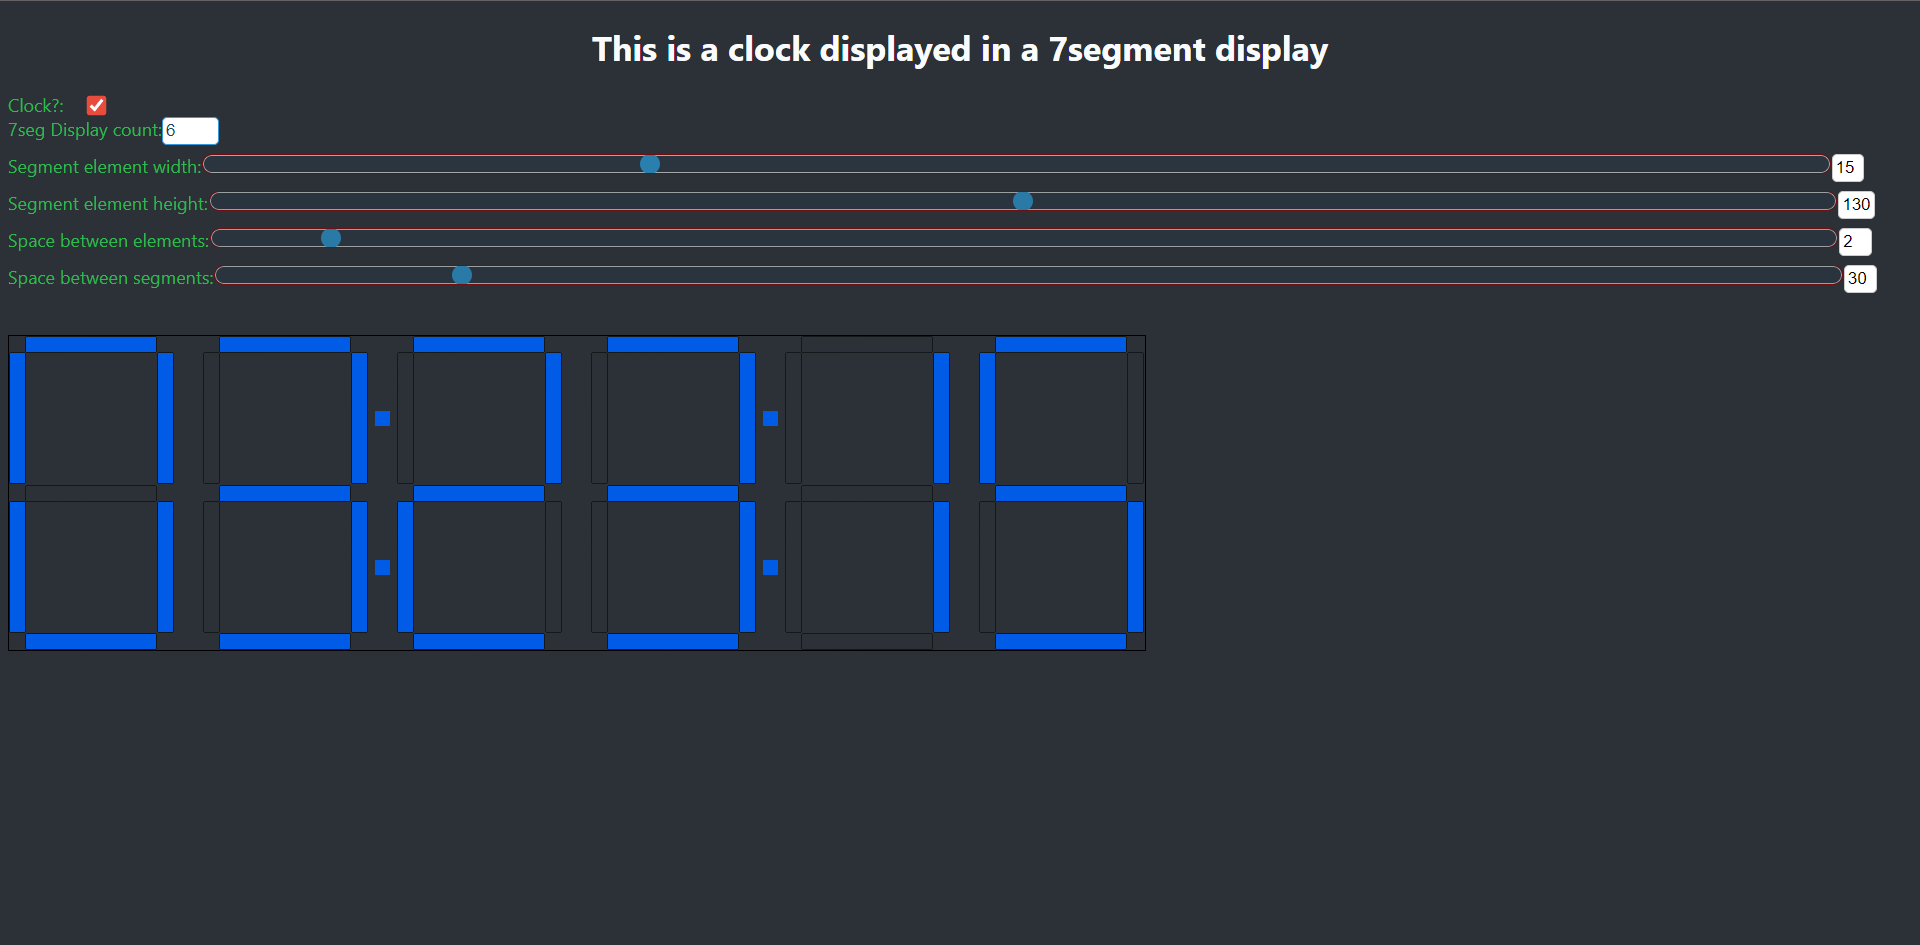 This is a clock displayed in a 7segment display
Clock?:
7seg Display count: 6
Segment element width: 15
Segment element height: 130
Space between elements: 2
Space between segments: 30
03:23:15